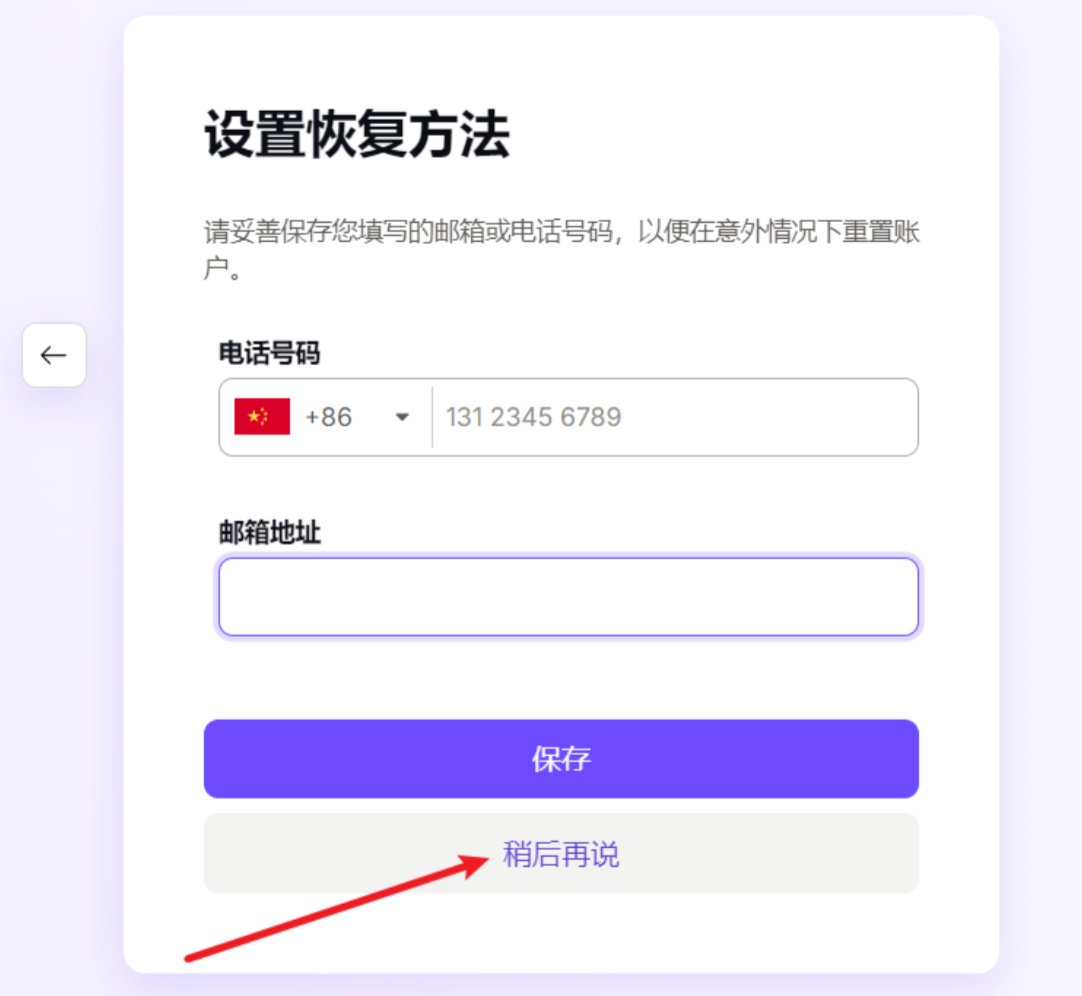 设置恢复方法
请妥善保存您填写的邮箱或电话号码，以便在意外情况下重置账
户。
电话号码
+86 131 2345 6789
邮箱地址
保存
稍后再说